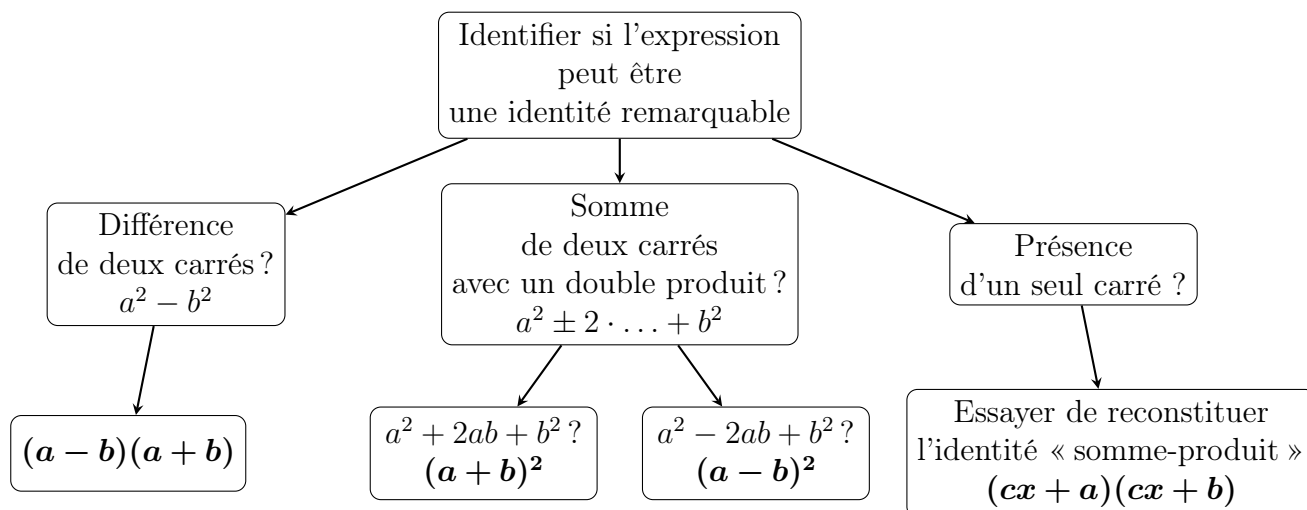 Identifier si l'expression
peut être
une identité remarquable
Différence
de deux carrés ?
a² − b²
Somme
de deux carrés
avec un double produit ?
a² ± 2 · … + b²
Présence
d'un seul carré ?
(a − b)(a + b)
a² + 2ab + b² ?
(a + b)²
a² − 2ab + b² ?
(a − b)²
Essayer de reconstituer
l'identité « somme-produit »
(cx + a)(cx + b)